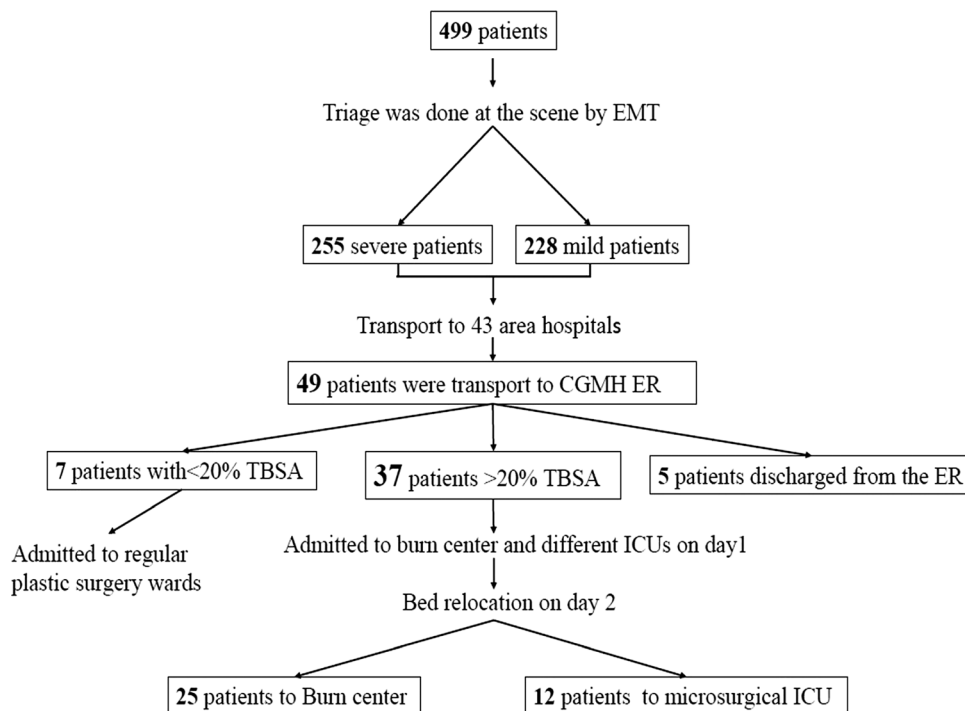 499 patients
Triage was done at the scene by EMT
255 severe patients
228 mild patients
Transport to 43 area hospitals
49 patients were transport to CGMH ER
7 patients with<20% TBSA
37 patients >20% TBSA
5 patients discharged from the ER
Admitted to regular
plastic surgery wards
Admitted to burn center and different ICUs on day1
Bed relocation on day 2
25 patients to Burn center
12 patients to microsurgical ICU